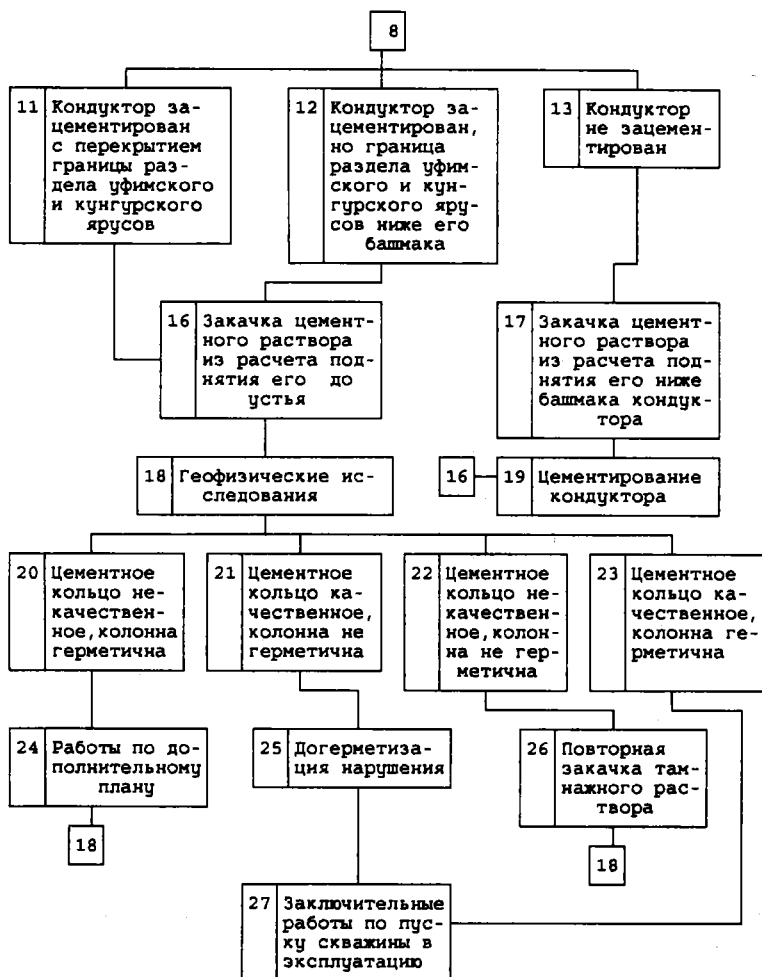 8
11 Кондуктор за-
цементирован
с перекрытием
границы раз-
дела уфимского
и кунгурского
ярусов
12 Кондуктор за-
цементирован,
но граница
раздела уфим-
ского и кун-
гурского яру-
сов ниже его
башмака
13 Кондуктор
не зацемен-
тирован
16 Закачка цемент-
ного раствора
из расчета под-
нятия его до
устья
17 Закачка цемент-
ного раствора
из расчета под-
нятия его ниже
башмака кондук-
тора
18 Геофизические ис-
следования
16
19 Цементирование
кондуктора
20 Цементное
кольцо не-
качествен-
ное, колонна
герметична
21 Цементное
кольцо ка-
чественное,
колонна не
герметична
22 Цементное
кольцо не-
качествен-
ное, колон-
на не гер-
метична
23 Цементное
кольцо ка-
чественное,
колонна ге-
рметична
24 Работы по до-
полнительному
плану
25 Догерметиза-
ция нарушения
26 Повторная
закачка там-
нажного рас-
твора
18
18
27 Заключительные
работы по пус-
ку скважины в
эксплуатацию